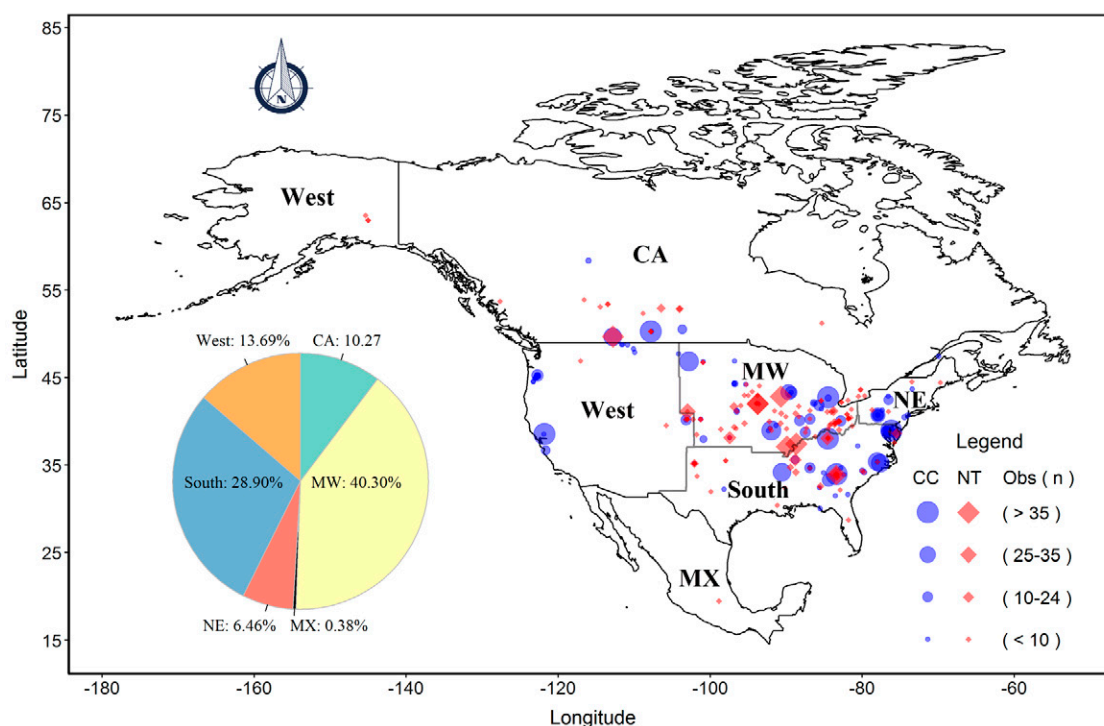 85
75
65
55
45
35
25
15
Latitude
-180
-160
-140
-120
-100
-80
-60
Longitude
N
West
CA
West
MW
NE
South
MX
West: 13.69%
CA: 10.27
South: 28.90%
MW: 40.30%
NE: 6.46%
MX: 0.38%
Legend
CC NT Obs ( n )
( > 35 )
( 25-35 )
( 10-24 )
( < 10 )